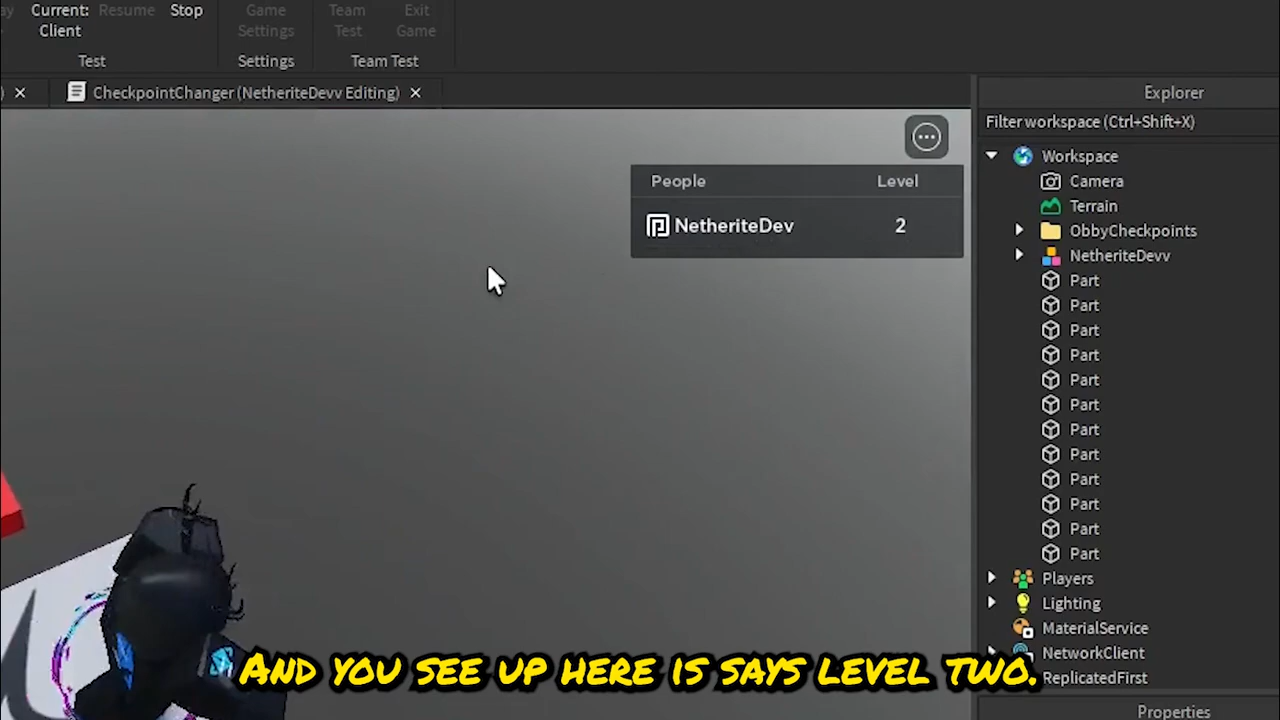 Current:
Client
Resume
Stop
Test
Game
Settings
Settings
Team
Test
Exit
Game
Team Test
CheckpointChanger (NetheriteDevv Editing)
Explorer
Filter workspace (Ctrl+Shift+X)
People Level
NetheriteDev 2
Workspace
Camera
Terrain
ObbyCheckpoints
NetheriteDevv
Part
Part
Part
Part
Part
Part
Part
Part
Part
Part
Part
Part
Players
Lighting
MaterialService
NetworkClient
ReplicatedFirst
Properties
And you see up here is says level two.